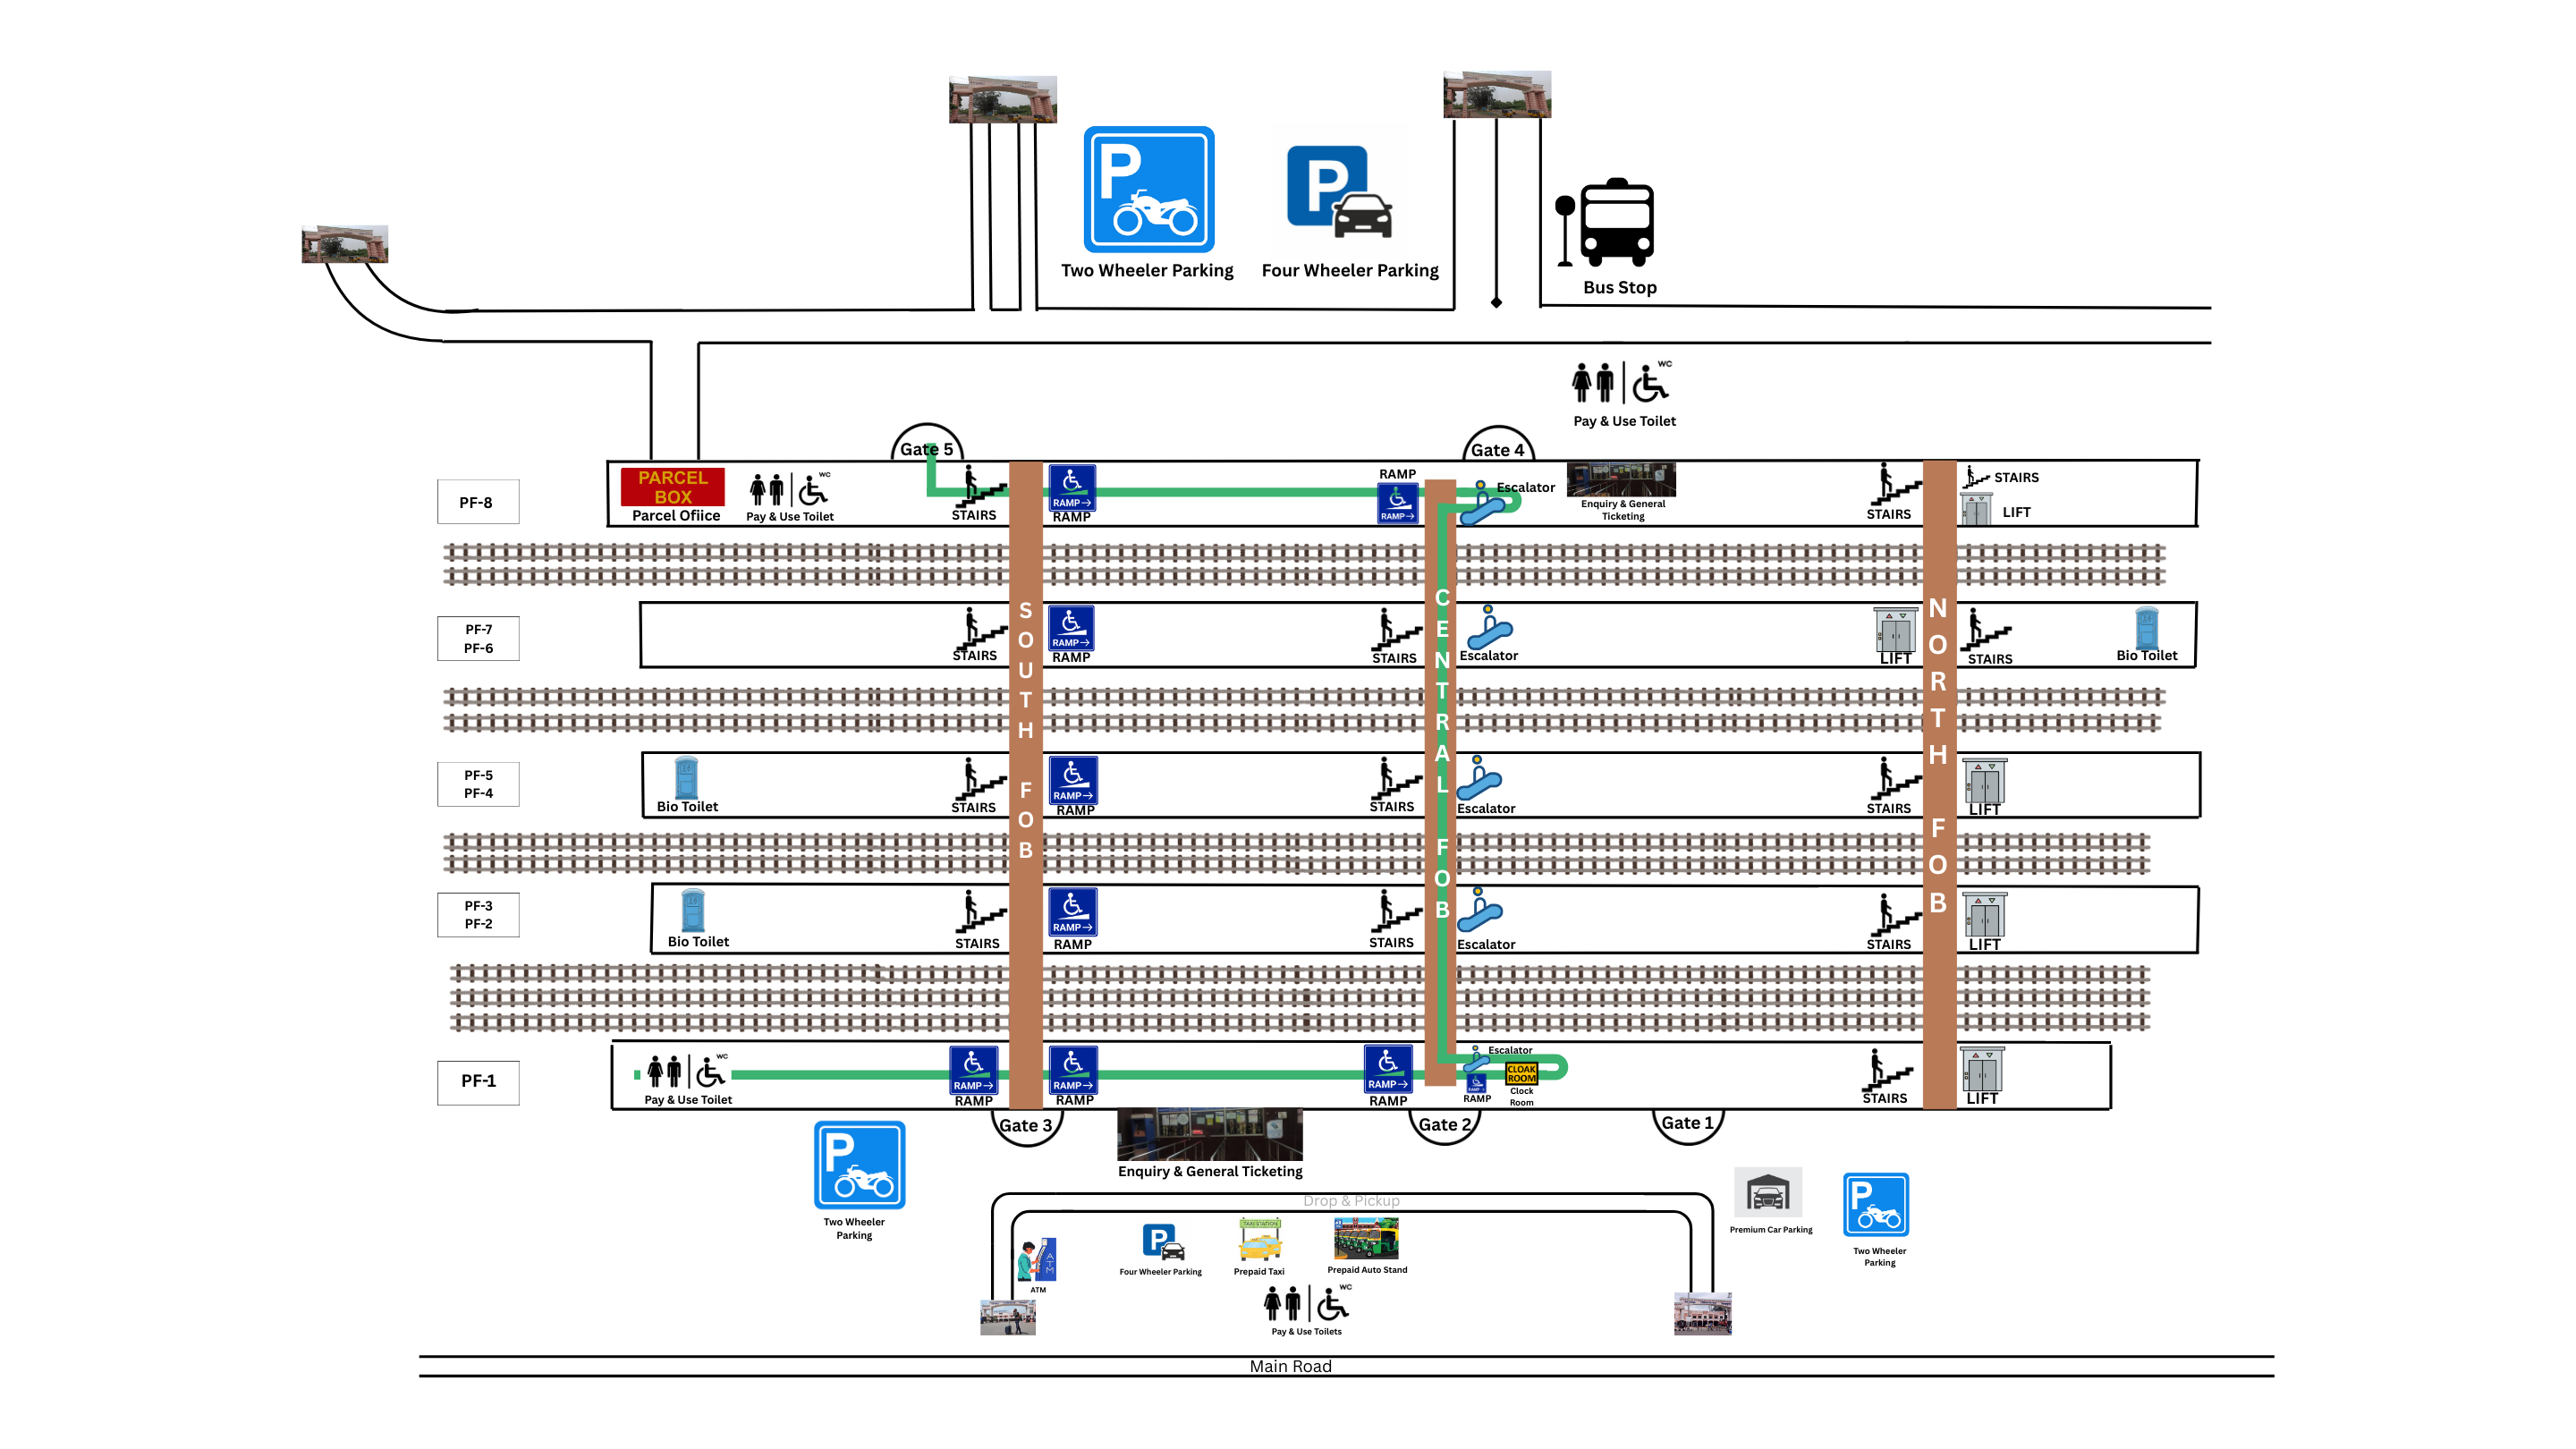 Two Wheeler Parking
Four Wheeler Parking
Bus Stop
WC
Pay & Use Toilet
Gate 5
Gate 4
PF-8
PARCEL
BOX
Parcel Ofiice
WC
Pay & Use Toilet
STAIRS
RAMP→
RAMP
RAMP
RAMP→
Escalator
Enquiry & General
Ticketing
STAIRS
STAIRS
LIFT
PF-7
PF-6
STAIRS
RAMP→
RAMP
STAIRS
Escalator
LIFT
STAIRS
Bio Toilet
SOUTH FOB
CENTRAL FOB
NORTH FOB
PF-5
PF-4
Bio Toilet
STAIRS
RAMP→
RAMP
STAIRS
Escalator
STAIRS
LIFT
PF-3
PF-2
Bio Toilet
STAIRS
RAMP→
RAMP
STAIRS
Escalator
STAIRS
LIFT
PF-1
WC
Pay & Use Toilet
RAMP→
RAMP
RAMP→
RAMP
RAMP→
RAMP
Escalator
RAMP
CLOAK
ROOM
Clock
Room
STAIRS
LIFT
Gate 3
Gate 2
Gate 1
Enquiry & General Ticketing
Two Wheeler
Parking
Drop & Pickup
Premium Car Parking
Two Wheeler
Parking
ATM
ATM
Four Wheeler Parking
TAXI STATION
Prepaid Taxi
Prepaid Auto Stand
WC
Pay & Use Toilets
Main Road